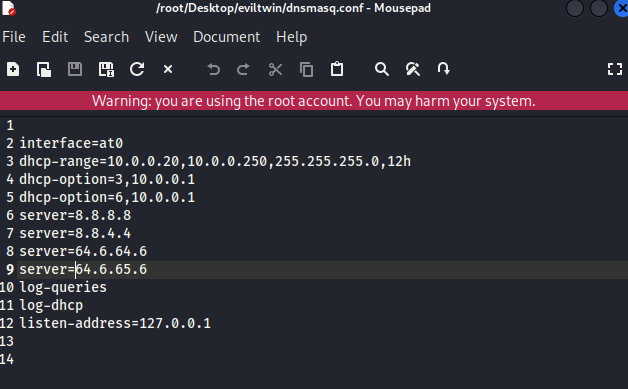 /root/Desktop/eviltwin/dnsmasq.conf - Mousepad
File Edit Search View Document Help
Warning: you are using the root account. You may harm your system.
1
2 interface=at0
3 dhcp-range=10.0.0.20,10.0.0.250,255.255.255.0,12h
4 dhcp-option=3,10.0.0.1
5 dhcp-option=6,10.0.0.1
6 server=8.8.8.8
7 server=8.8.4.4
8 server=64.6.64.6
9 server=64.6.65.6
10 log-queries
11 log-dhcp
12 listen-address=127.0.0.1
13
14